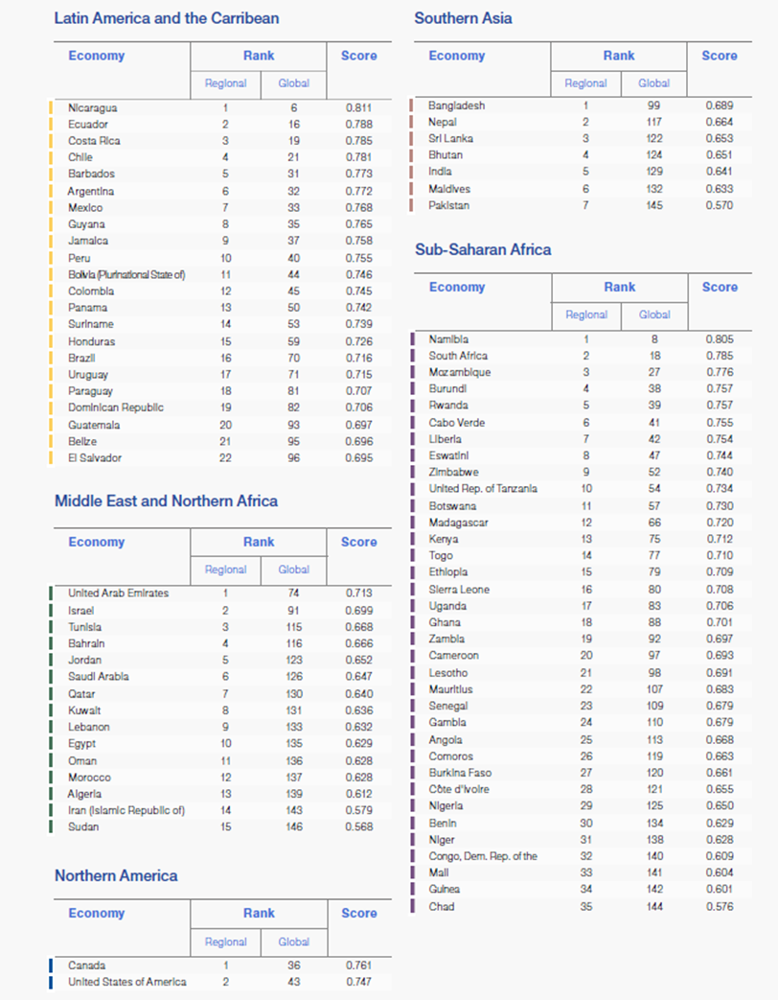 Latin America and the Carribean
Economy Rank Score
Regional Global
Nicaragua 1 6 0.811
Ecuador 2 16 0.788
Costa Rica 3 19 0.785
Chile 4 21 0.781
Barbados 5 31 0.773
Argentina 6 32 0.772
Mexico 7 33 0.768
Guyana 8 35 0.765
Jamaica 9 37 0.758
Peru 10 40 0.755
Bolivia (Plurinational State of) 11 44 0.746
Colombia 12 45 0.745
Panama 13 50 0.742
Suriname 14 53 0.739
Honduras 15 59 0.726
Brazil 16 70 0.716
Uruguay 17 71 0.715
Paraguay 18 81 0.707
Dominican Republic 19 82 0.706
Guatemala 20 93 0.697
Belize 21 95 0.696
El Salvador 22 96 0.695
Middle East and Northern Africa
Economy Rank Score
Regional Global
United Arab Emirates 1 74 0.713
Israel 2 91 0.699
Tunisia 3 115 0.668
Bahrain 4 116 0.666
Jordan 5 123 0.652
Saudi Arabia 6 126 0.647
Qatar 7 130 0.640
Kuwait 8 131 0.636
Lebanon 9 133 0.632
Egypt 10 135 0.629
Oman 11 136 0.628
Morocco 12 137 0.628
Algeria 13 139 0.612
Iran (Islamic Republic of) 14 143 0.579
Sudan 15 146 0.568
Northern America
Economy Rank Score
Regional Global
Canada 1 36 0.761
United States of America 2 43 0.747
Southern Asia
Economy Rank Score
Regional Global
Bangladesh 1 99 0.689
Nepal 2 117 0.664
Sri Lanka 3 122 0.653
Bhutan 4 124 0.651
India 5 129 0.641
Maldives 6 132 0.633
Pakistan 7 145 0.570
Sub-Saharan Africa
Economy Rank Score
Regional Global
Namibia 1 8 0.805
South Africa 2 18 0.785
Mozambique 3 27 0.776
Burundi 4 38 0.757
Rwanda 5 39 0.757
Cabo Verde 6 41 0.755
Liberia 7 42 0.754
Eswatini 8 47 0.744
Zimbabwe 9 52 0.740
United Rep. of Tanzania 10 54 0.734
Botswana 11 57 0.730
Madagascar 12 66 0.720
Kenya 13 75 0.712
Togo 14 77 0.710
Ethiopia 15 79 0.709
Sierra Leone 16 80 0.708
Uganda 17 83 0.706
Ghana 18 88 0.701
Zambia 19 92 0.697
Cameroon 20 97 0.693
Lesotho 21 98 0.691
Mauritius 22 107 0.683
Senegal 23 109 0.679
Gambia 24 110 0.679
Angola 25 113 0.668
Comoros 26 119 0.663
Burkina Faso 27 120 0.661
Côte d'Ivoire 28 121 0.655
Nigeria 29 125 0.650
Benin 30 134 0.629
Niger 31 138 0.628
Congo, Dem. Rep. of the 32 140 0.609
Mali 33 141 0.604
Guinea 34 142 0.601
Chad 35 144 0.576